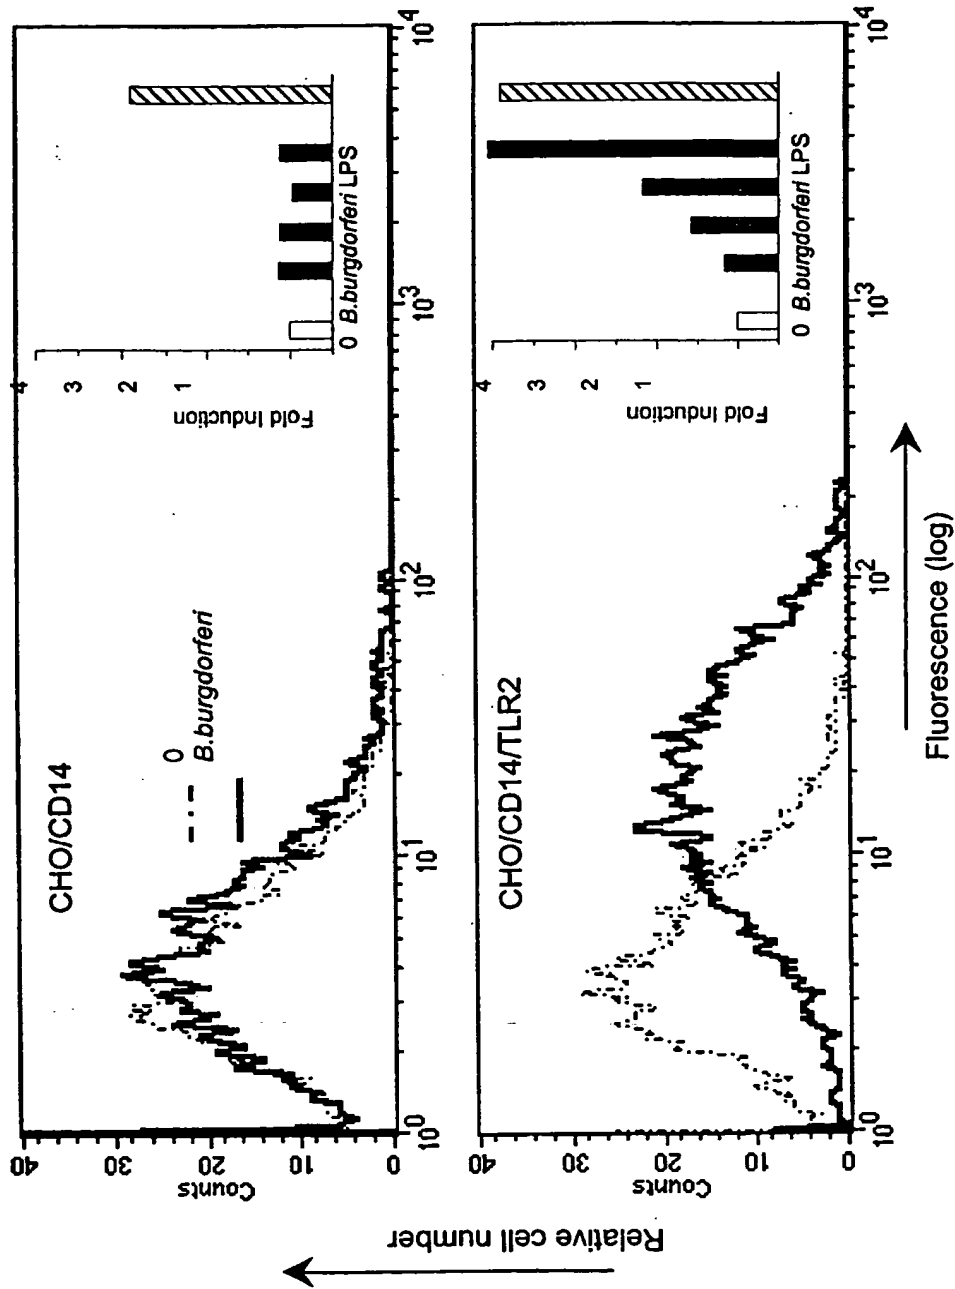 CHO/CD14
0
B.burgdorferi
Counts
40
30
20
10
0
10^0
10^1
10^2
10^3
10^4
Fold Induction
4
3
2
1
0 B.burgdorferi LPS
CHO/CD14/TLR2
Counts
40
30
20
10
0
10^0
10^1
10^2
10^3
10^4
Fold Induction
4
3
2
1
0 B.burgdorferi LPS
Relative cell number
Fluorescence (log)